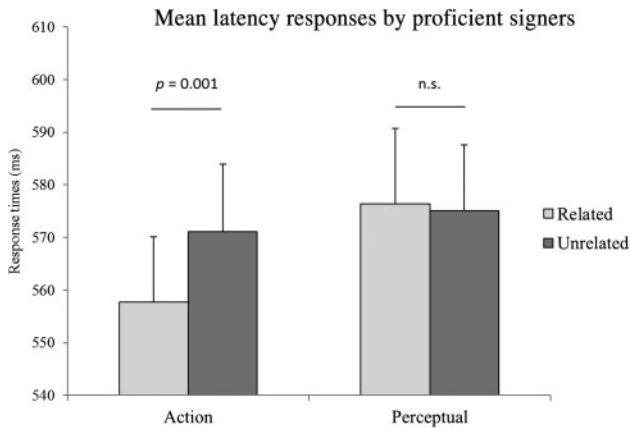 Mean latency responses by proficient signers
610
600
590
580
570
560
550
540
Response times (ms)
p = 0.001
n.s.
Related
Unrelated
Action
Perceptual